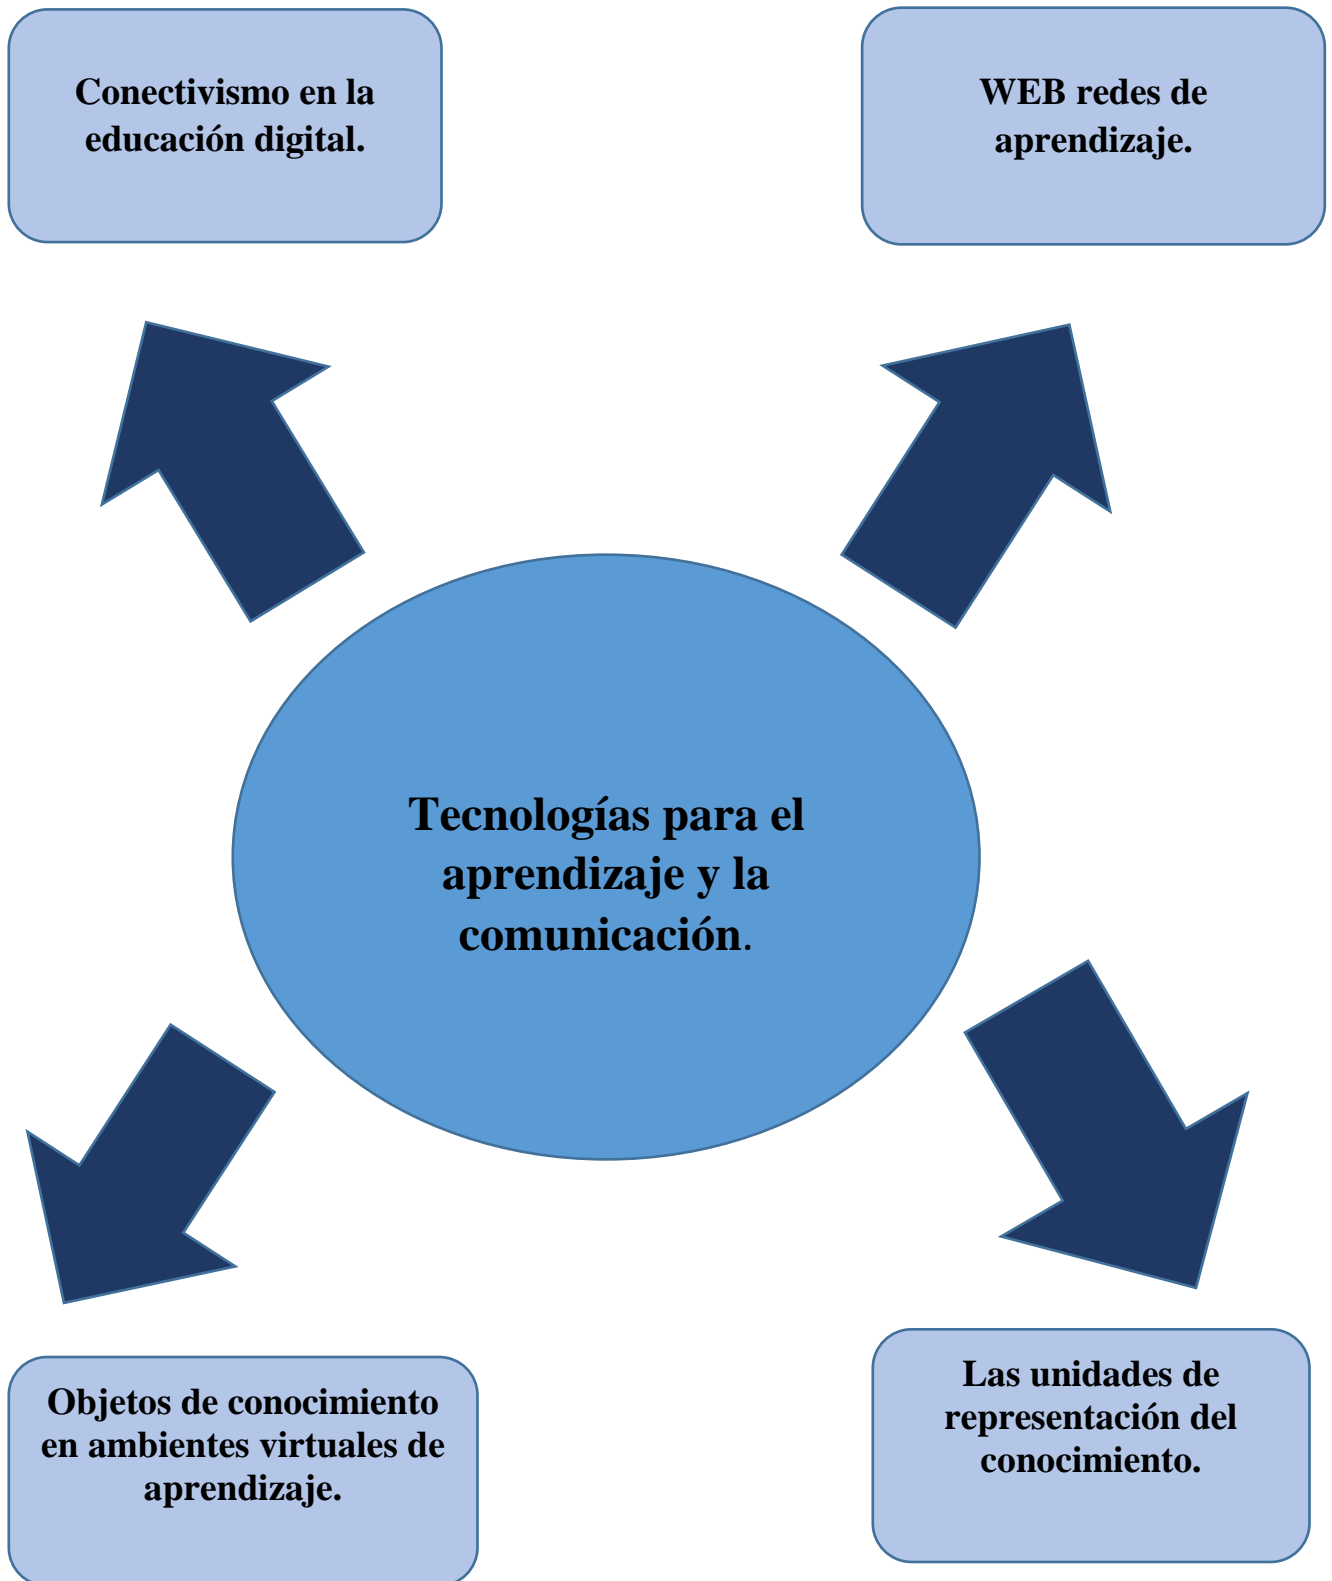 Conectivismo en la
educación digital.
WEB redes de
aprendizaje.
Tecnologías para el
aprendizaje y la
comunicación.
Objetos de conocimiento
en ambientes virtuales de
aprendizaje.
Las unidades de
representación del
conocimiento.